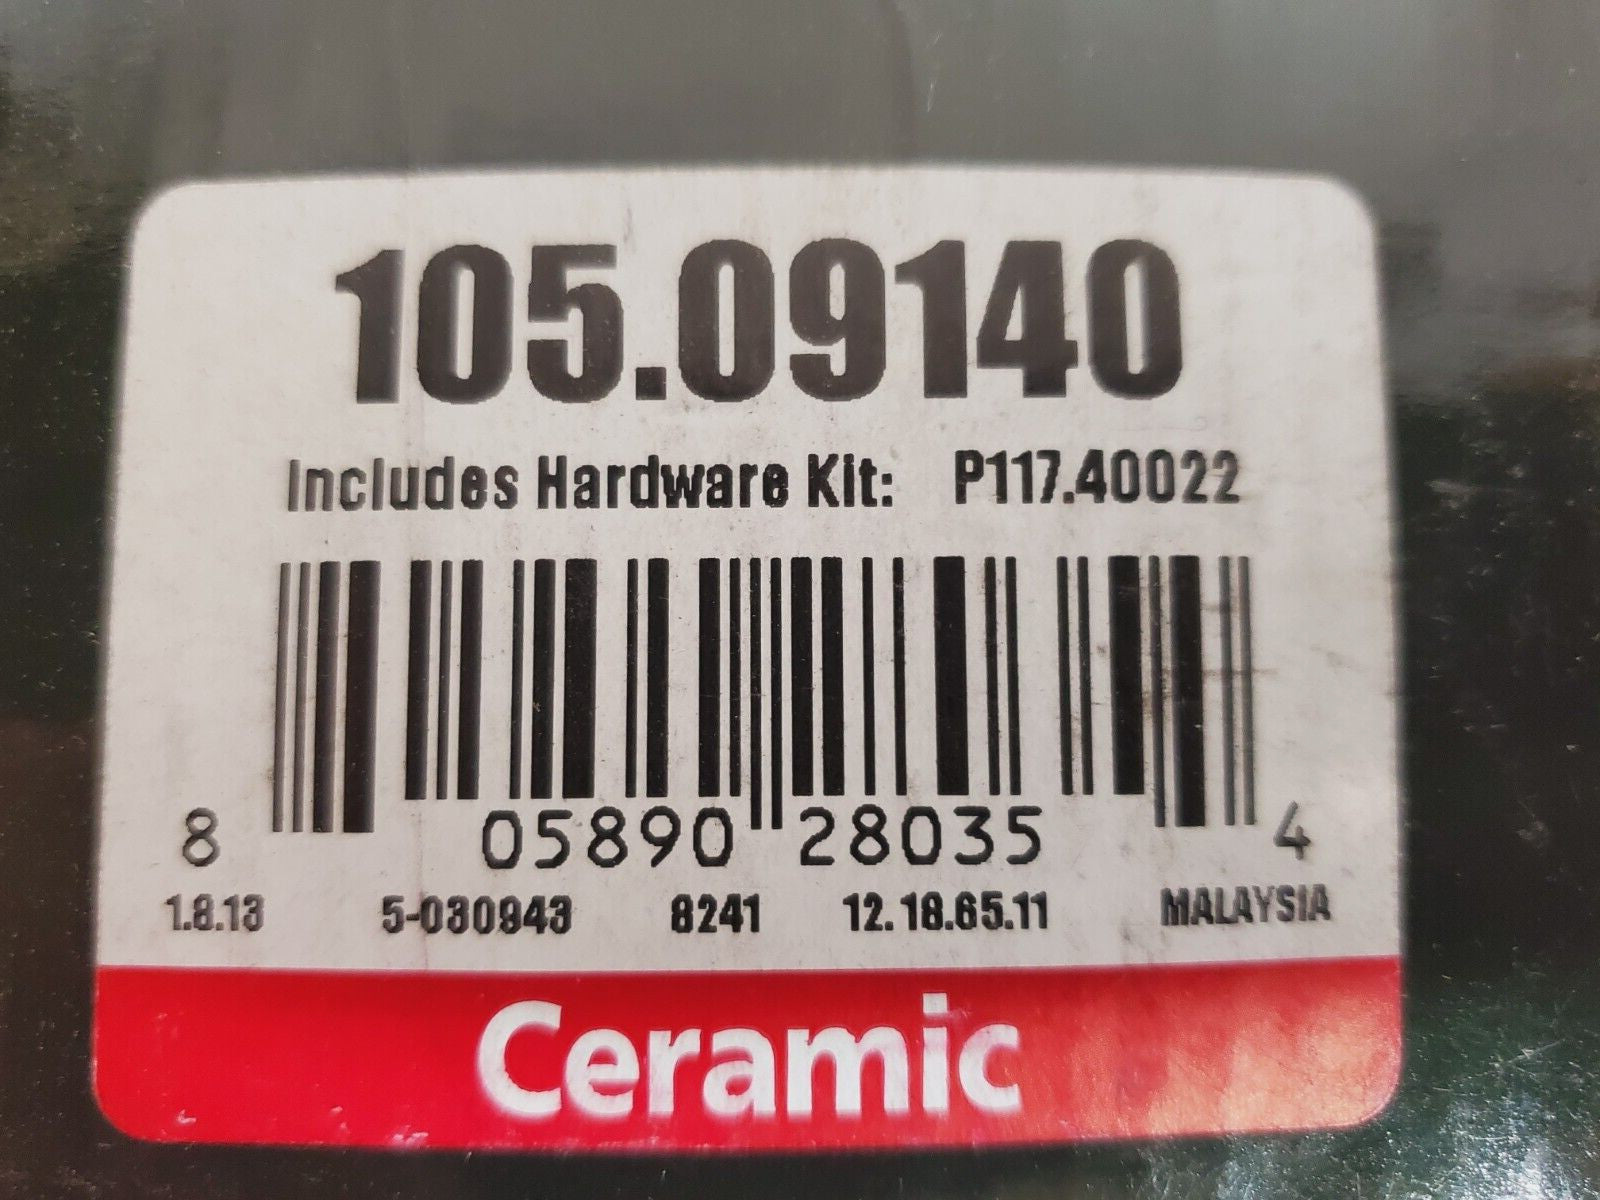 105.09140
Includes Hardware Kit: P117.40022
8 05890 28035 4
1.8.13 5-030943 8241 12.18.65.11 MALAYSIA
Ceramic